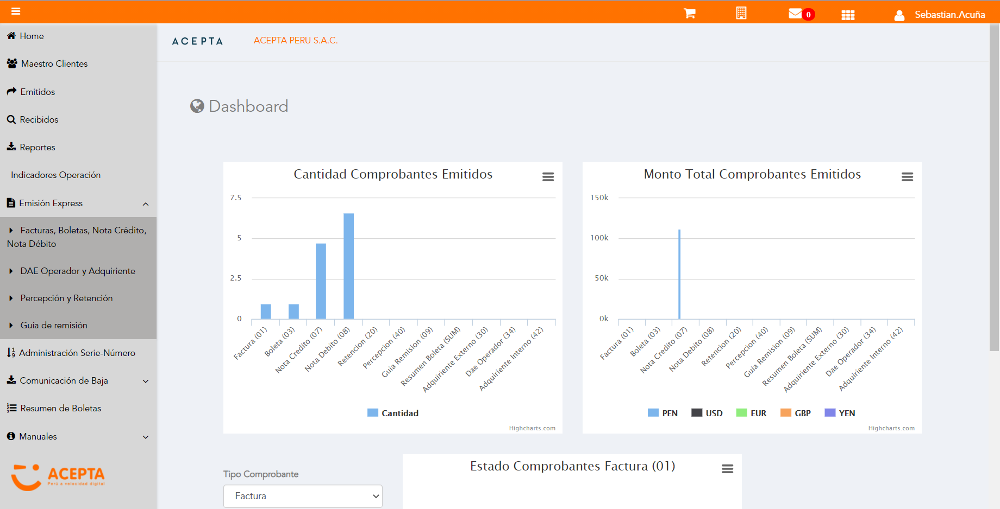 0
Sebastian.Acuña
Home
Maestro Clientes
Emitidos
Recibidos
Reportes
Indicadores Operación
Emisión Express
Facturas, Boletas, Nota Crédito,
Nota Débito
DAE Operador y Adquiriente
Percepción y Retención
Guía de remisión
Administración Serie-Número
Comunicación de Baja
Resumen de Boletas
Manuales
ACEPTA
Perú a velocidad digital
ACEPTA
ACEPTA PERU S.A.C.
Dashboard
Cantidad Comprobantes Emitidos
7.5
5
2.5
0
Factura (01)
Boleta (03)
Nota Credito (07)
Nota Debito (08)
Retencion (20)
Percepcion (40)
Guia Remision (09)
Resumen Boleta (SUM)
Adquiriente Externo (30)
Dae Operador (34)
Adquiriente Interno (42)
Cantidad
Highcharts.com
Monto Total Comprobantes Emitidos
150k
100k
50k
0k
Factura (01)
Boleta (03)
Nota Credito (07)
Nota Debito (08)
Retencion (20)
Percepcion (40)
Guia Remision (09)
Resumen Boleta (SUM)
Adquiriente Externo (30)
Dae Operador (34)
Adquiriente Interno (42)
PEN USD EUR GBP YEN
Highcharts.com
Tipo Comprobante
Factura
Estado Comprobantes Factura (01)